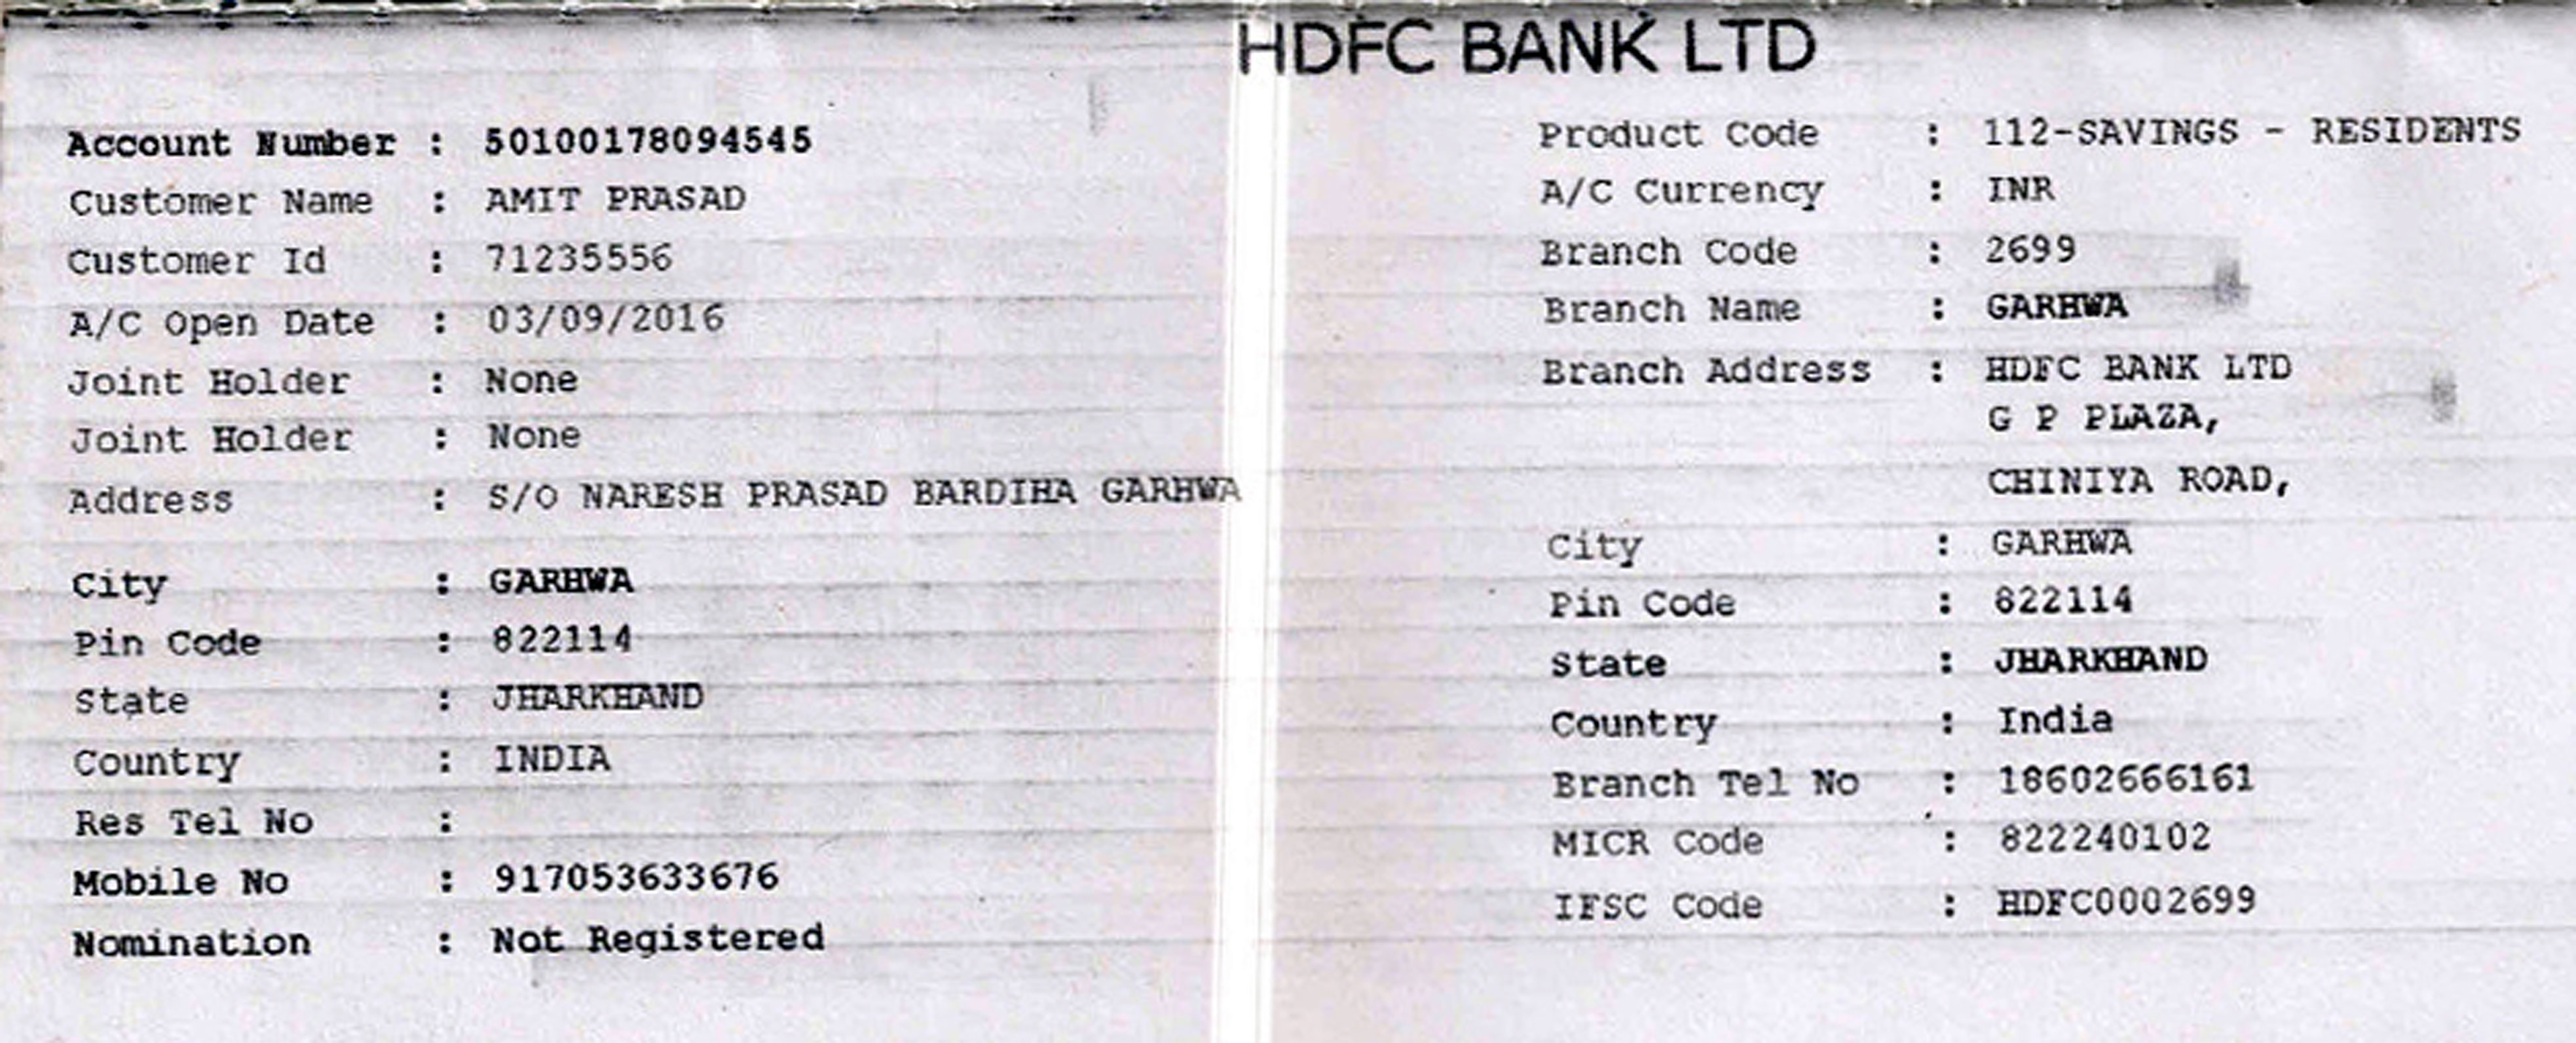 HDFC BANK LTD
Account Number : 50100178094545
Customer Name : AMIT PRASAD
Customer Id : 71235556
A/C Open Date : 03/09/2016
Joint Holder : None
Joint Holder : None
Address : S/O NARESH PRASAD BARDIHA GARHWA
City : GARHWA
Pin Code : 822114
State : JHARKHAND
Country : INDIA
Res Tel No :
Mobile No : 917053633676
Nomination : Not Registered
Product Code : 112-SAVINGS - RESIDENTS
A/C Currency : INR
Branch Code : 2699
Branch Name : GARHWA
Branch Address : HDFC BANK LTD
G P PLAZA,
CHINIYA ROAD,
City : GARHWA
Pin Code : 822114
State : JHARKHAND
Country : India
Branch Tel No : 18602666161
MICR Code : 822240102
IFSC Code : HDFC0002699